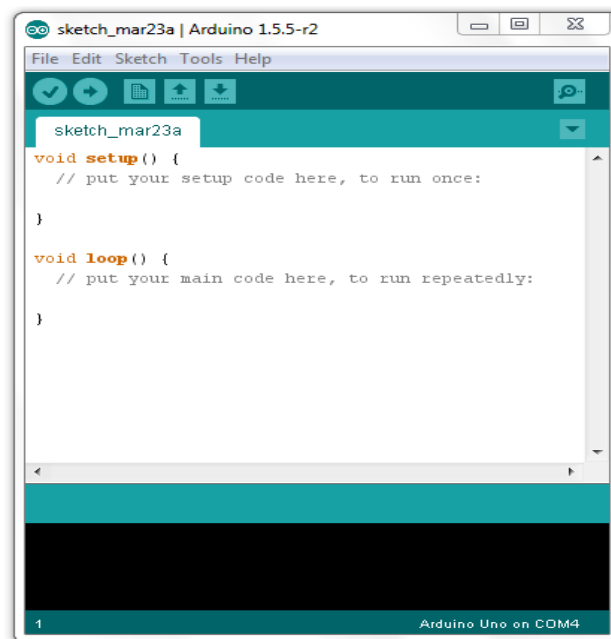 sketch_mar23a | Arduino 1.5.5-r2
File Edit Sketch Tools Help
sketch_mar23a
void setup() {
  // put your setup code here, to run once:
}
void loop() {
  // put your main code here, to run repeatedly:
}
1 Arduino Uno on COM4